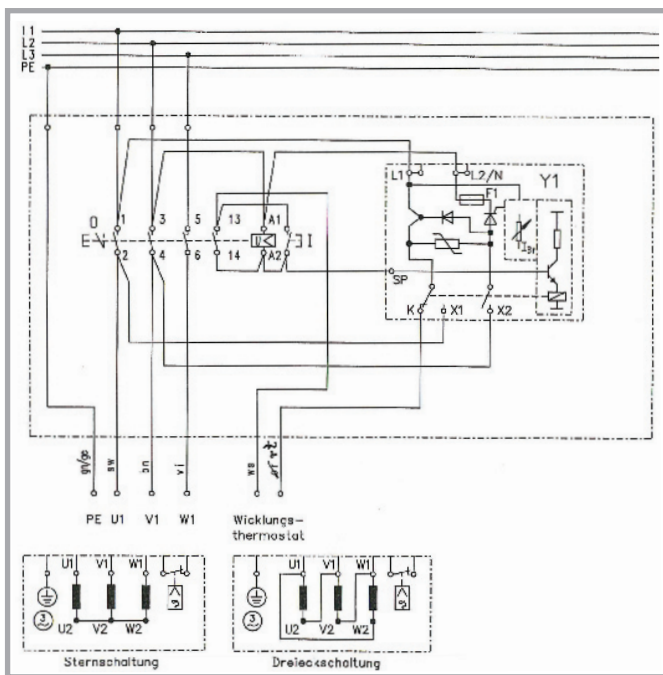 L1
L2
L3
PE
L1 L2/N
F1 Y1
0 1 3 5 13 A1
E U< I
2 4 6 14 A2
SP
K X1 X2
gn/ge sw bn vi ws
PE U1 V1 W1 Wicklungs-
thermostat
U1 V1 W1
U2 V2 W2
Sternschaltung
U1 V1 W1
U2 V2 W2
Dreieckschaltung
3
3